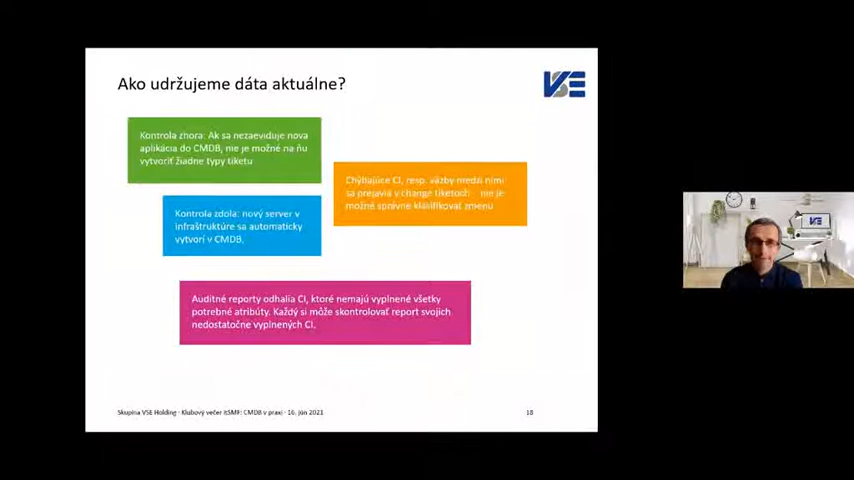 Ako udržujeme dáta aktuálne?
VSE
Kontrola zhora: Ak sa nezaeviduje nova
aplikácia do CMDB, nie je možné na ňu
vytvoriť žiadne typy tiketu
Chýbajúce CI, resp. väzby medzi nimi
sa prejavia v change tiketoch – nie je
možné správne klasifikovať zmenu
Kontrola zdola: nový server v
infraštruktúre sa automaticky
vytvorí v CMDB,
Auditné reporty odhalia CI, ktoré nemajú vyplnené všetky
potrebné atribúty. Každý si môže skontrolovať report svojich
nedostatočne vyplnených CI.
Skupina VSE Holding · Klubový večer itSMF: CMDB v praxi · 16. jún 2021
18